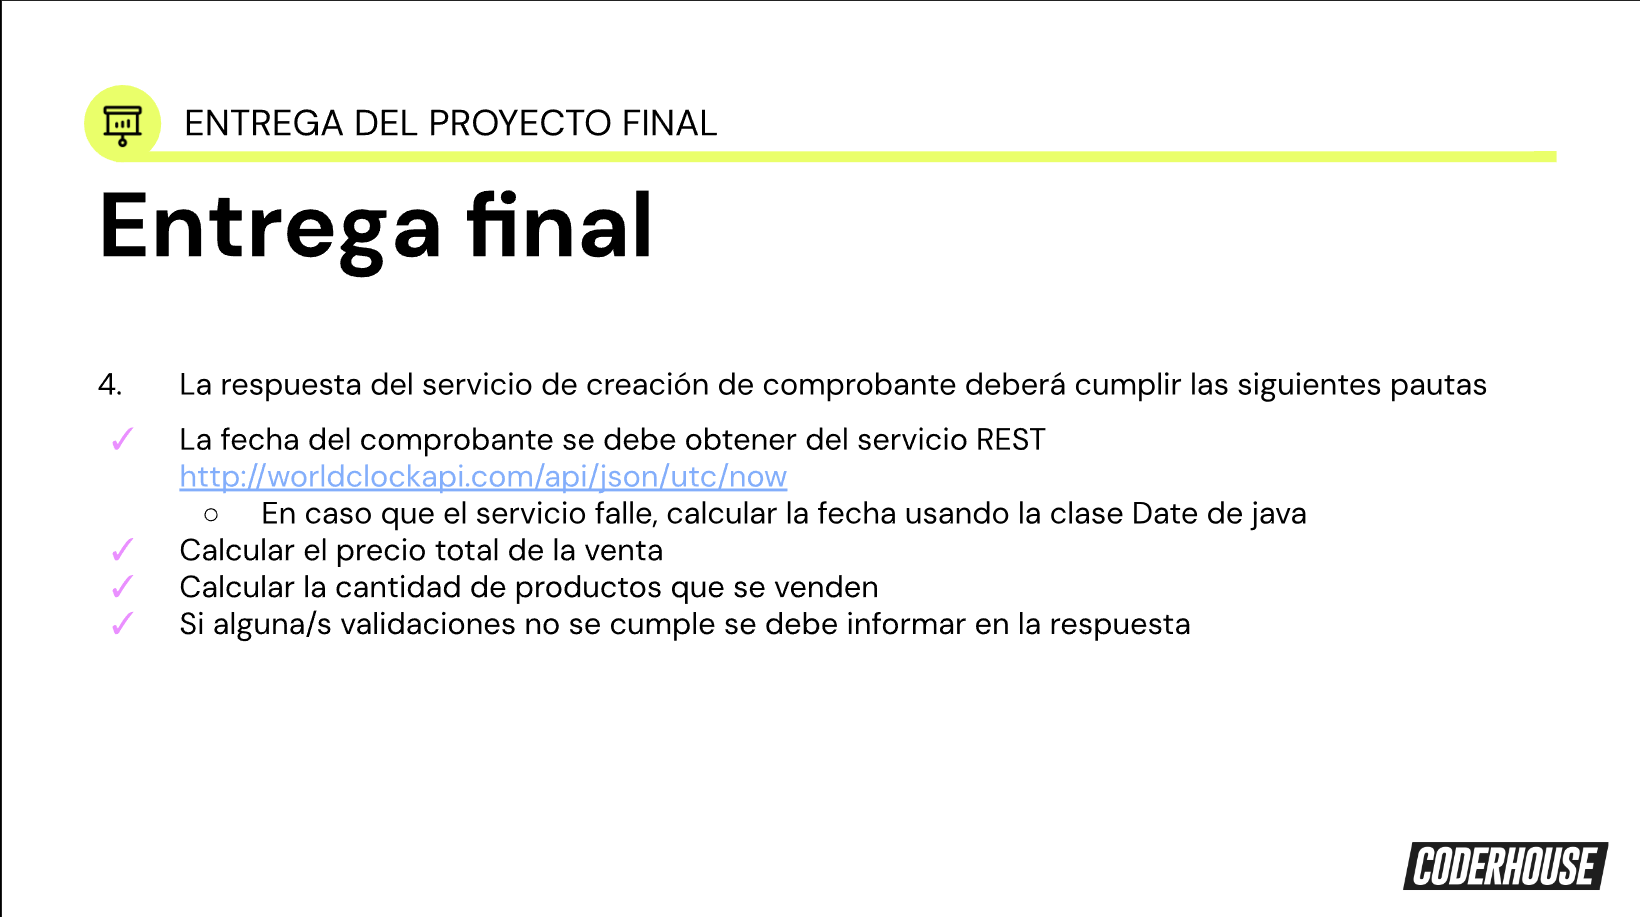 ENTREGA DEL PROYECTO FINAL
Entrega final
4. La respuesta del servicio de creación de comprobante deberá cumplir las siguientes pautas
✓ La fecha del comprobante se debe obtener del servicio REST
http://worldclockapi.com/api/json/utc/now
○ En caso que el servicio falle, calcular la fecha usando la clase Date de java
✓ Calcular el precio total de la venta
✓ Calcular la cantidad de productos que se venden
✓ Si alguna/s validaciones no se cumple se debe informar en la respuesta
CODERHOUSE